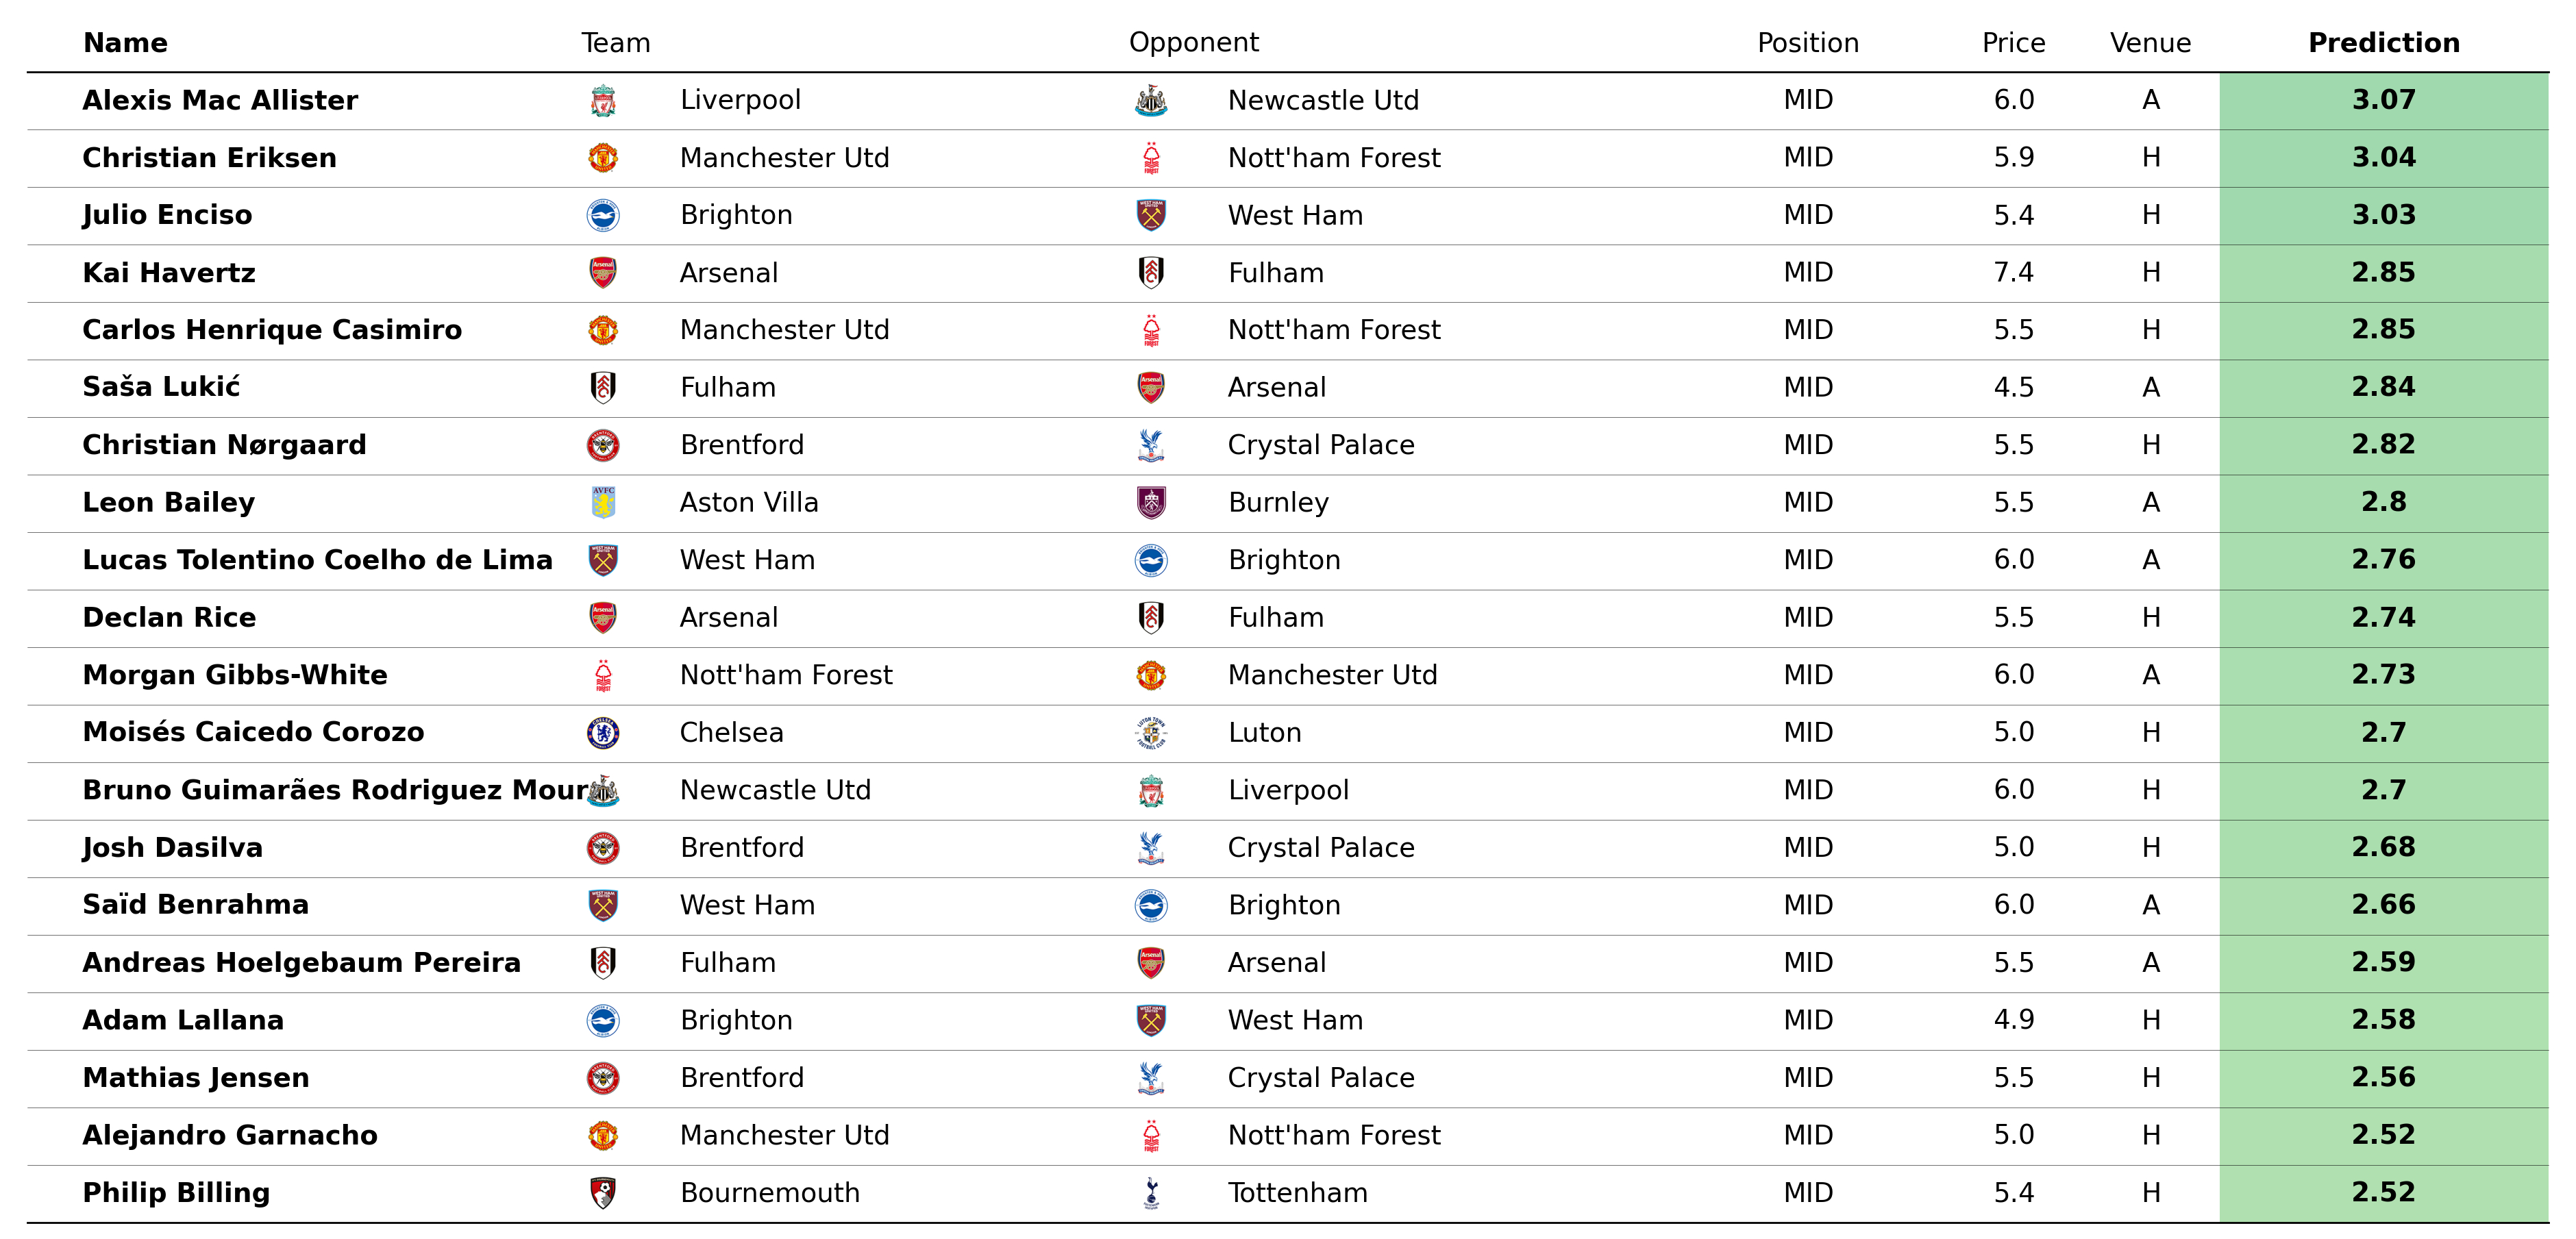 Name Team Opponent Position Price Venue Prediction
Alexis Mac Allister Liverpool Newcastle Utd MID 6.0 A 3.07
Christian Eriksen Manchester Utd Nott'ham Forest MID 5.9 H 3.04
Julio Enciso Brighton West Ham MID 5.4 H 3.03
Kai Havertz Arsenal Fulham MID 7.4 H 2.85
Carlos Henrique Casimiro Manchester Utd Nott'ham Forest MID 5.5 H 2.85
Saša Lukić Fulham Arsenal MID 4.5 A 2.84
Christian Nørgaard Brentford Crystal Palace MID 5.5 H 2.82
Leon Bailey Aston Villa Burnley MID 5.5 A 2.8
Lucas Tolentino Coelho de Lima West Ham Brighton MID 6.0 A 2.76
Declan Rice Arsenal Fulham MID 5.5 H 2.74
Morgan Gibbs-White Nott'ham Forest Manchester Utd MID 6.0 A 2.73
Moisés Caicedo Corozo Chelsea Luton MID 5.0 H 2.7
Bruno Guimarães Rodriguez Mour Newcastle Utd Liverpool MID 6.0 H 2.7
Josh Dasilva Brentford Crystal Palace MID 5.0 H 2.68
Saïd Benrahma West Ham Brighton MID 6.0 A 2.66
Andreas Hoelgebaum Pereira Fulham Arsenal MID 5.5 A 2.59
Adam Lallana Brighton West Ham MID 4.9 H 2.58
Mathias Jensen Brentford Crystal Palace MID 5.5 H 2.56
Alejandro Garnacho Manchester Utd Nott'ham Forest MID 5.0 H 2.52
Philip Billing Bournemouth Tottenham MID 5.4 H 2.52